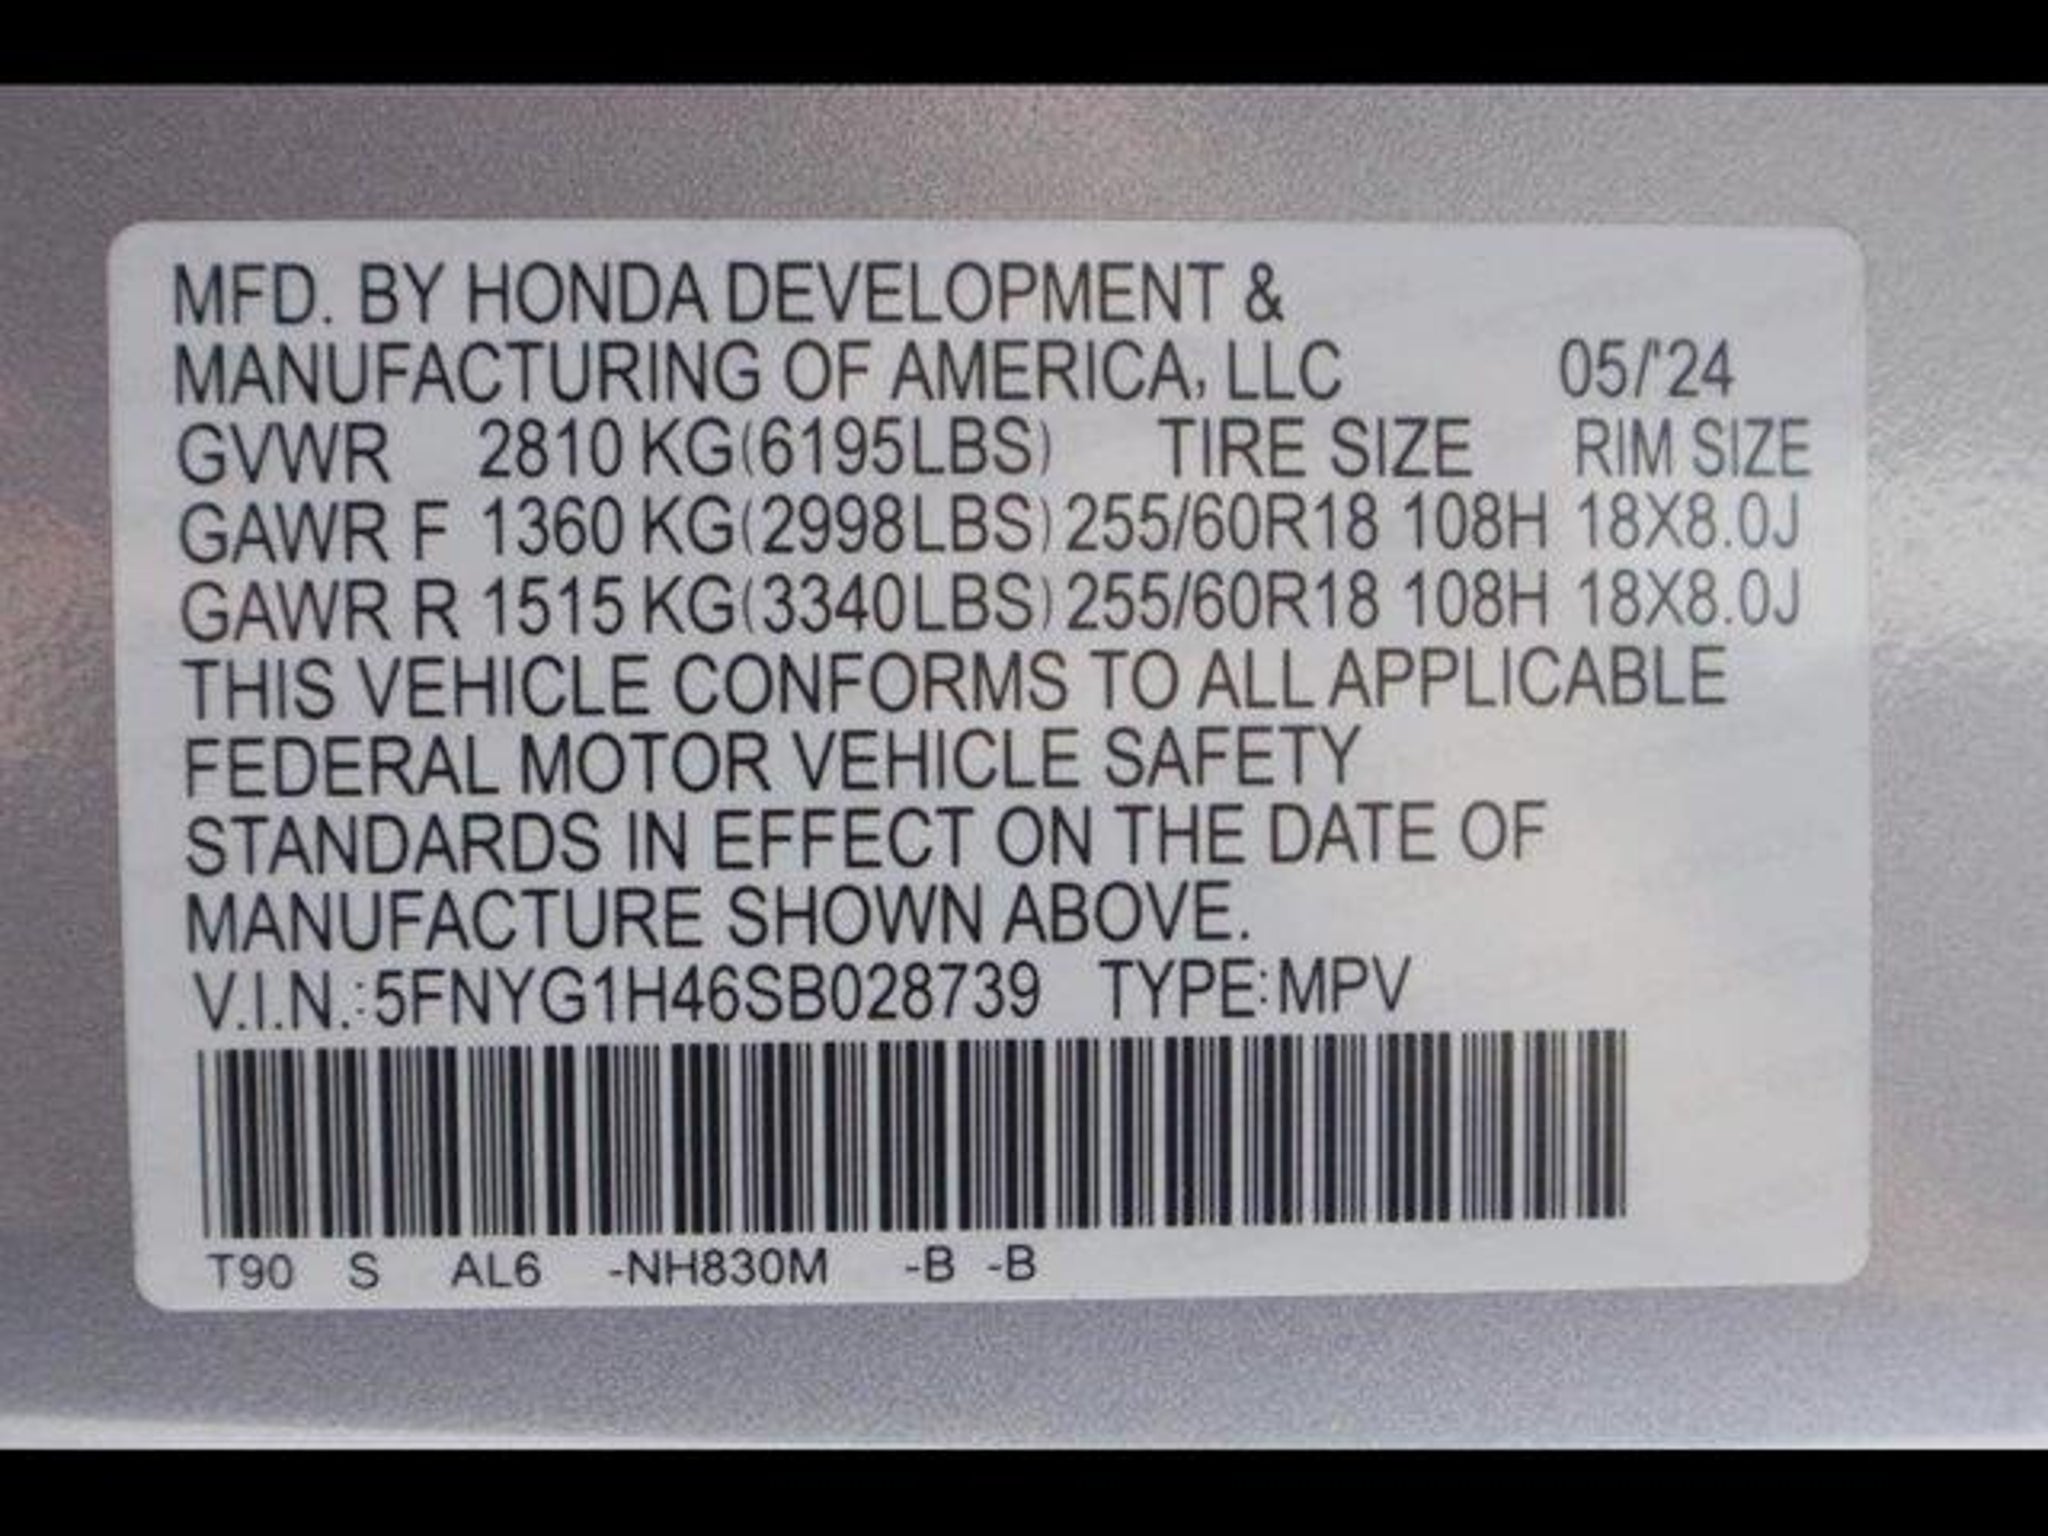 MFD. BY HONDA DEVELOPMENT &
MANUFACTURING OF AMERICA, LLC 05/'24
GVWR 2810 KG(6195LBS) TIRE SIZE RIM SIZE
GAWR F 1360 KG(2998LBS) 255/60R18 108H 18X8.0J
GAWR R 1515 KG(3340LBS) 255/60R18 108H 18X8.0J
THIS VEHICLE CONFORMS TO ALL APPLICABLE
FEDERAL MOTOR VEHICLE SAFETY
STANDARDS IN EFFECT ON THE DATE OF
MANUFACTURE SHOWN ABOVE.
V.I.N.:5FNYG1H46SB028739 TYPE:MPV
T90 S AL6 -NH830M -B -B